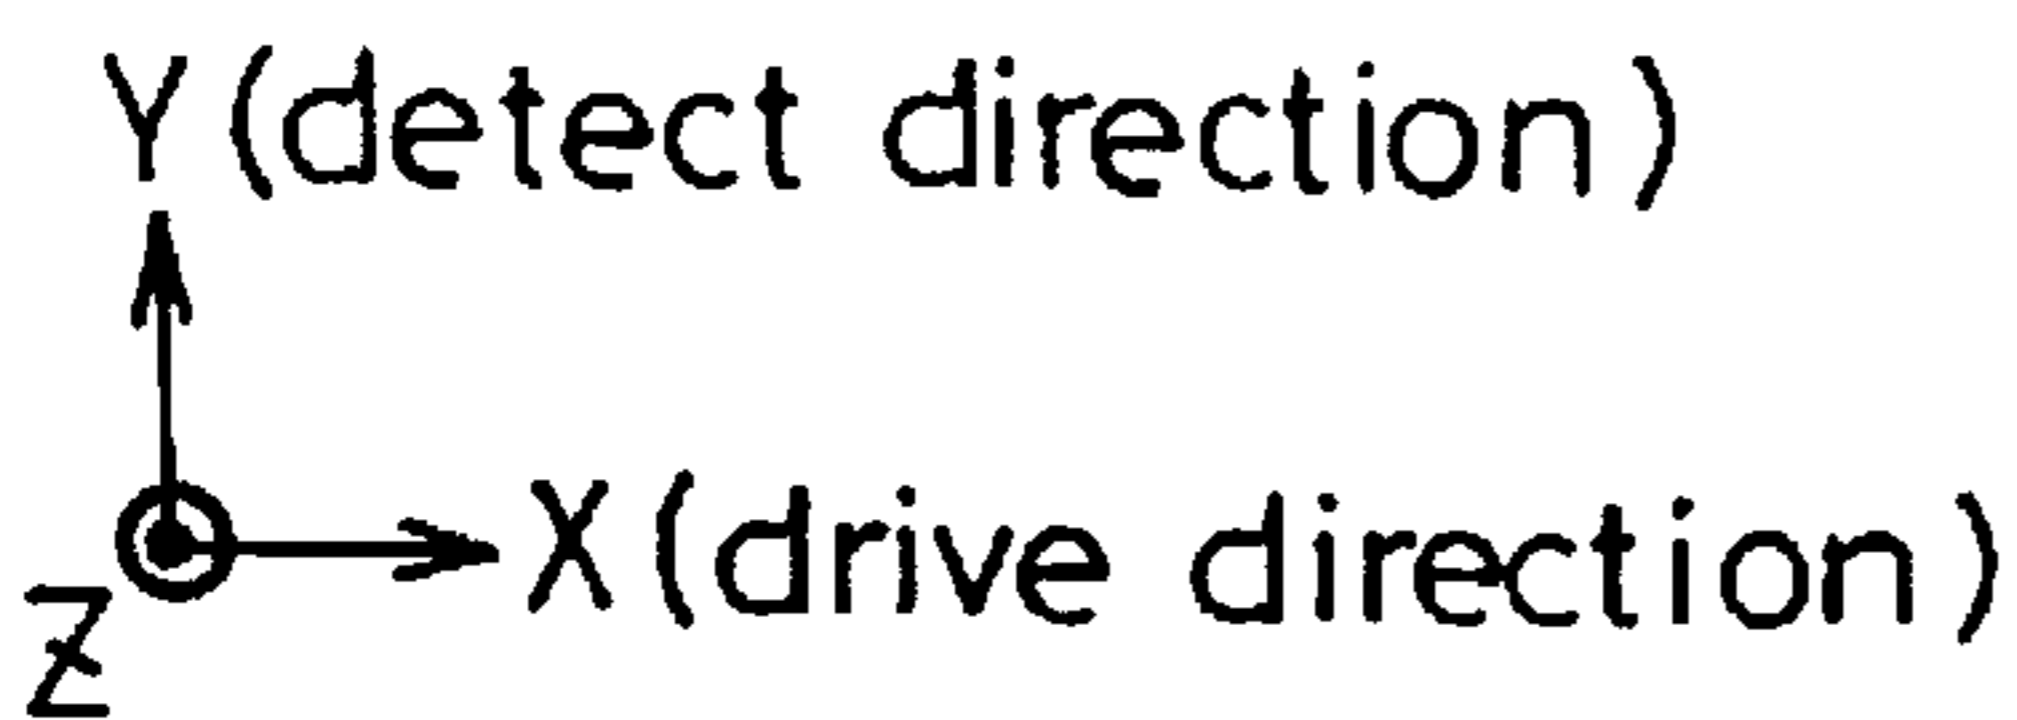 Y (detect direction)
X (drive direction)
Z